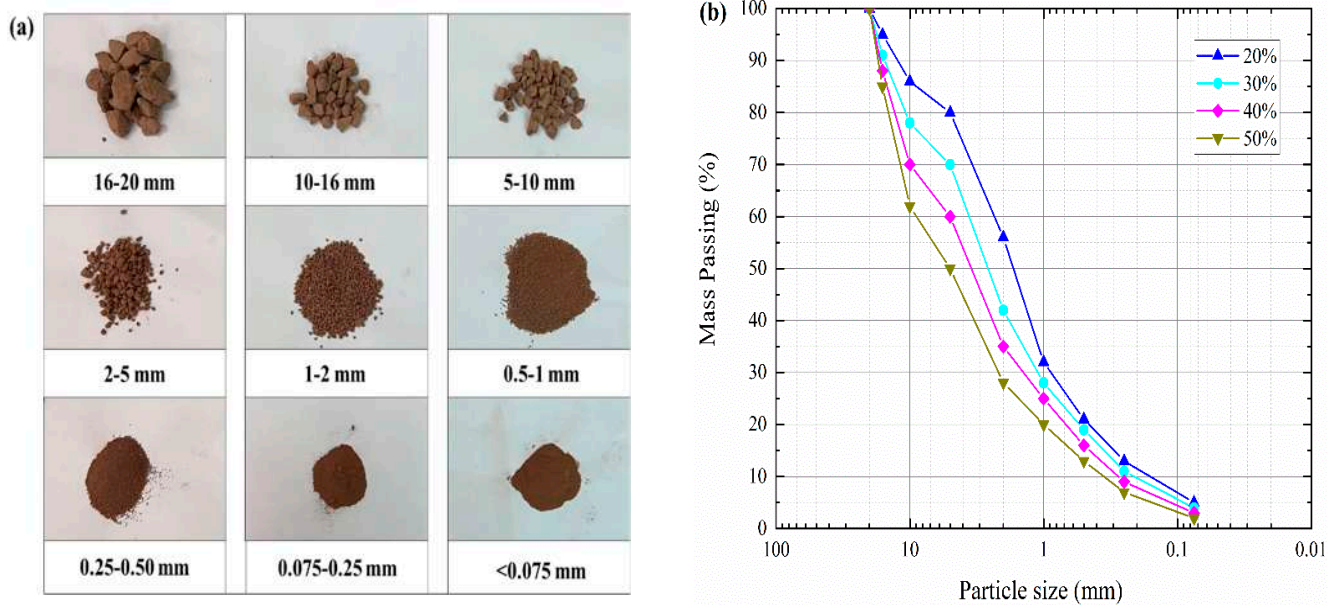 (a)
16-20 mm
10-16 mm
5-10 mm
2-5 mm
1-2 mm
0.5-1 mm
0.25-0.50 mm
0.075-0.25 mm
<0.075 mm
(b)
100
90
80
70
60
50
40
30
20
10
0
Mass Passing (%)
20%
30%
40%
50%
100
10
1
0.1
0.01
Particle size (mm)